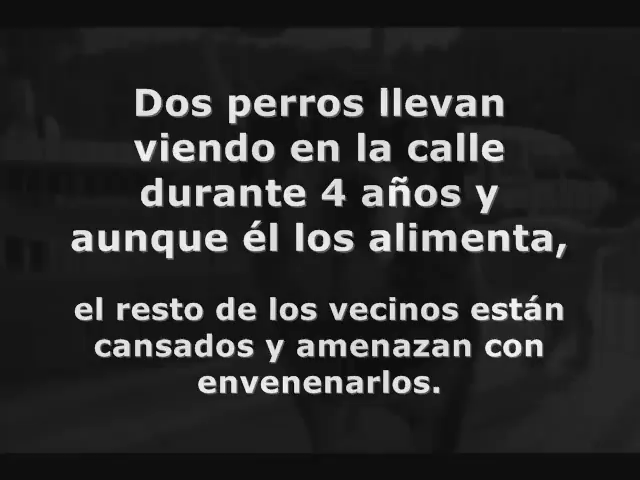 Dos perros llevan
viendo en la calle
durante 4 años y
aunque él los alimenta,
el resto de los vecinos están
cansados y amenazan con
envenenarlos.